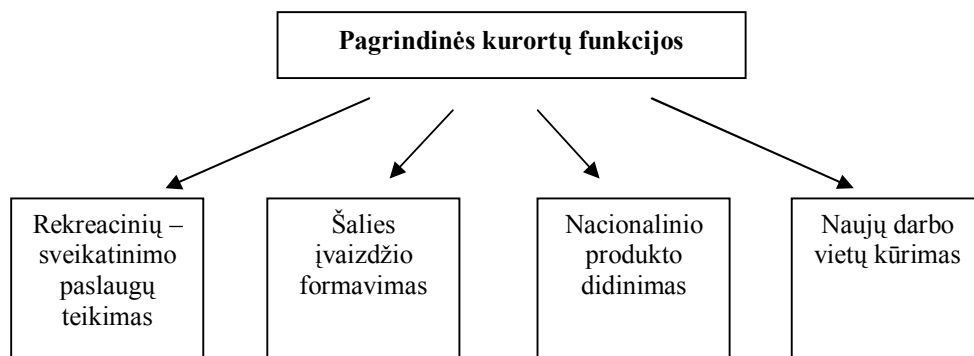 Pagrindinės kurortų funkcijos
Rekreacinių –
sveikatinimo
paslaugų
teikimas
Šalies
įvaizdžio
formavimas
Nacionalinio
produkto
didinimas
Naujų darbo
vietų kūrimas